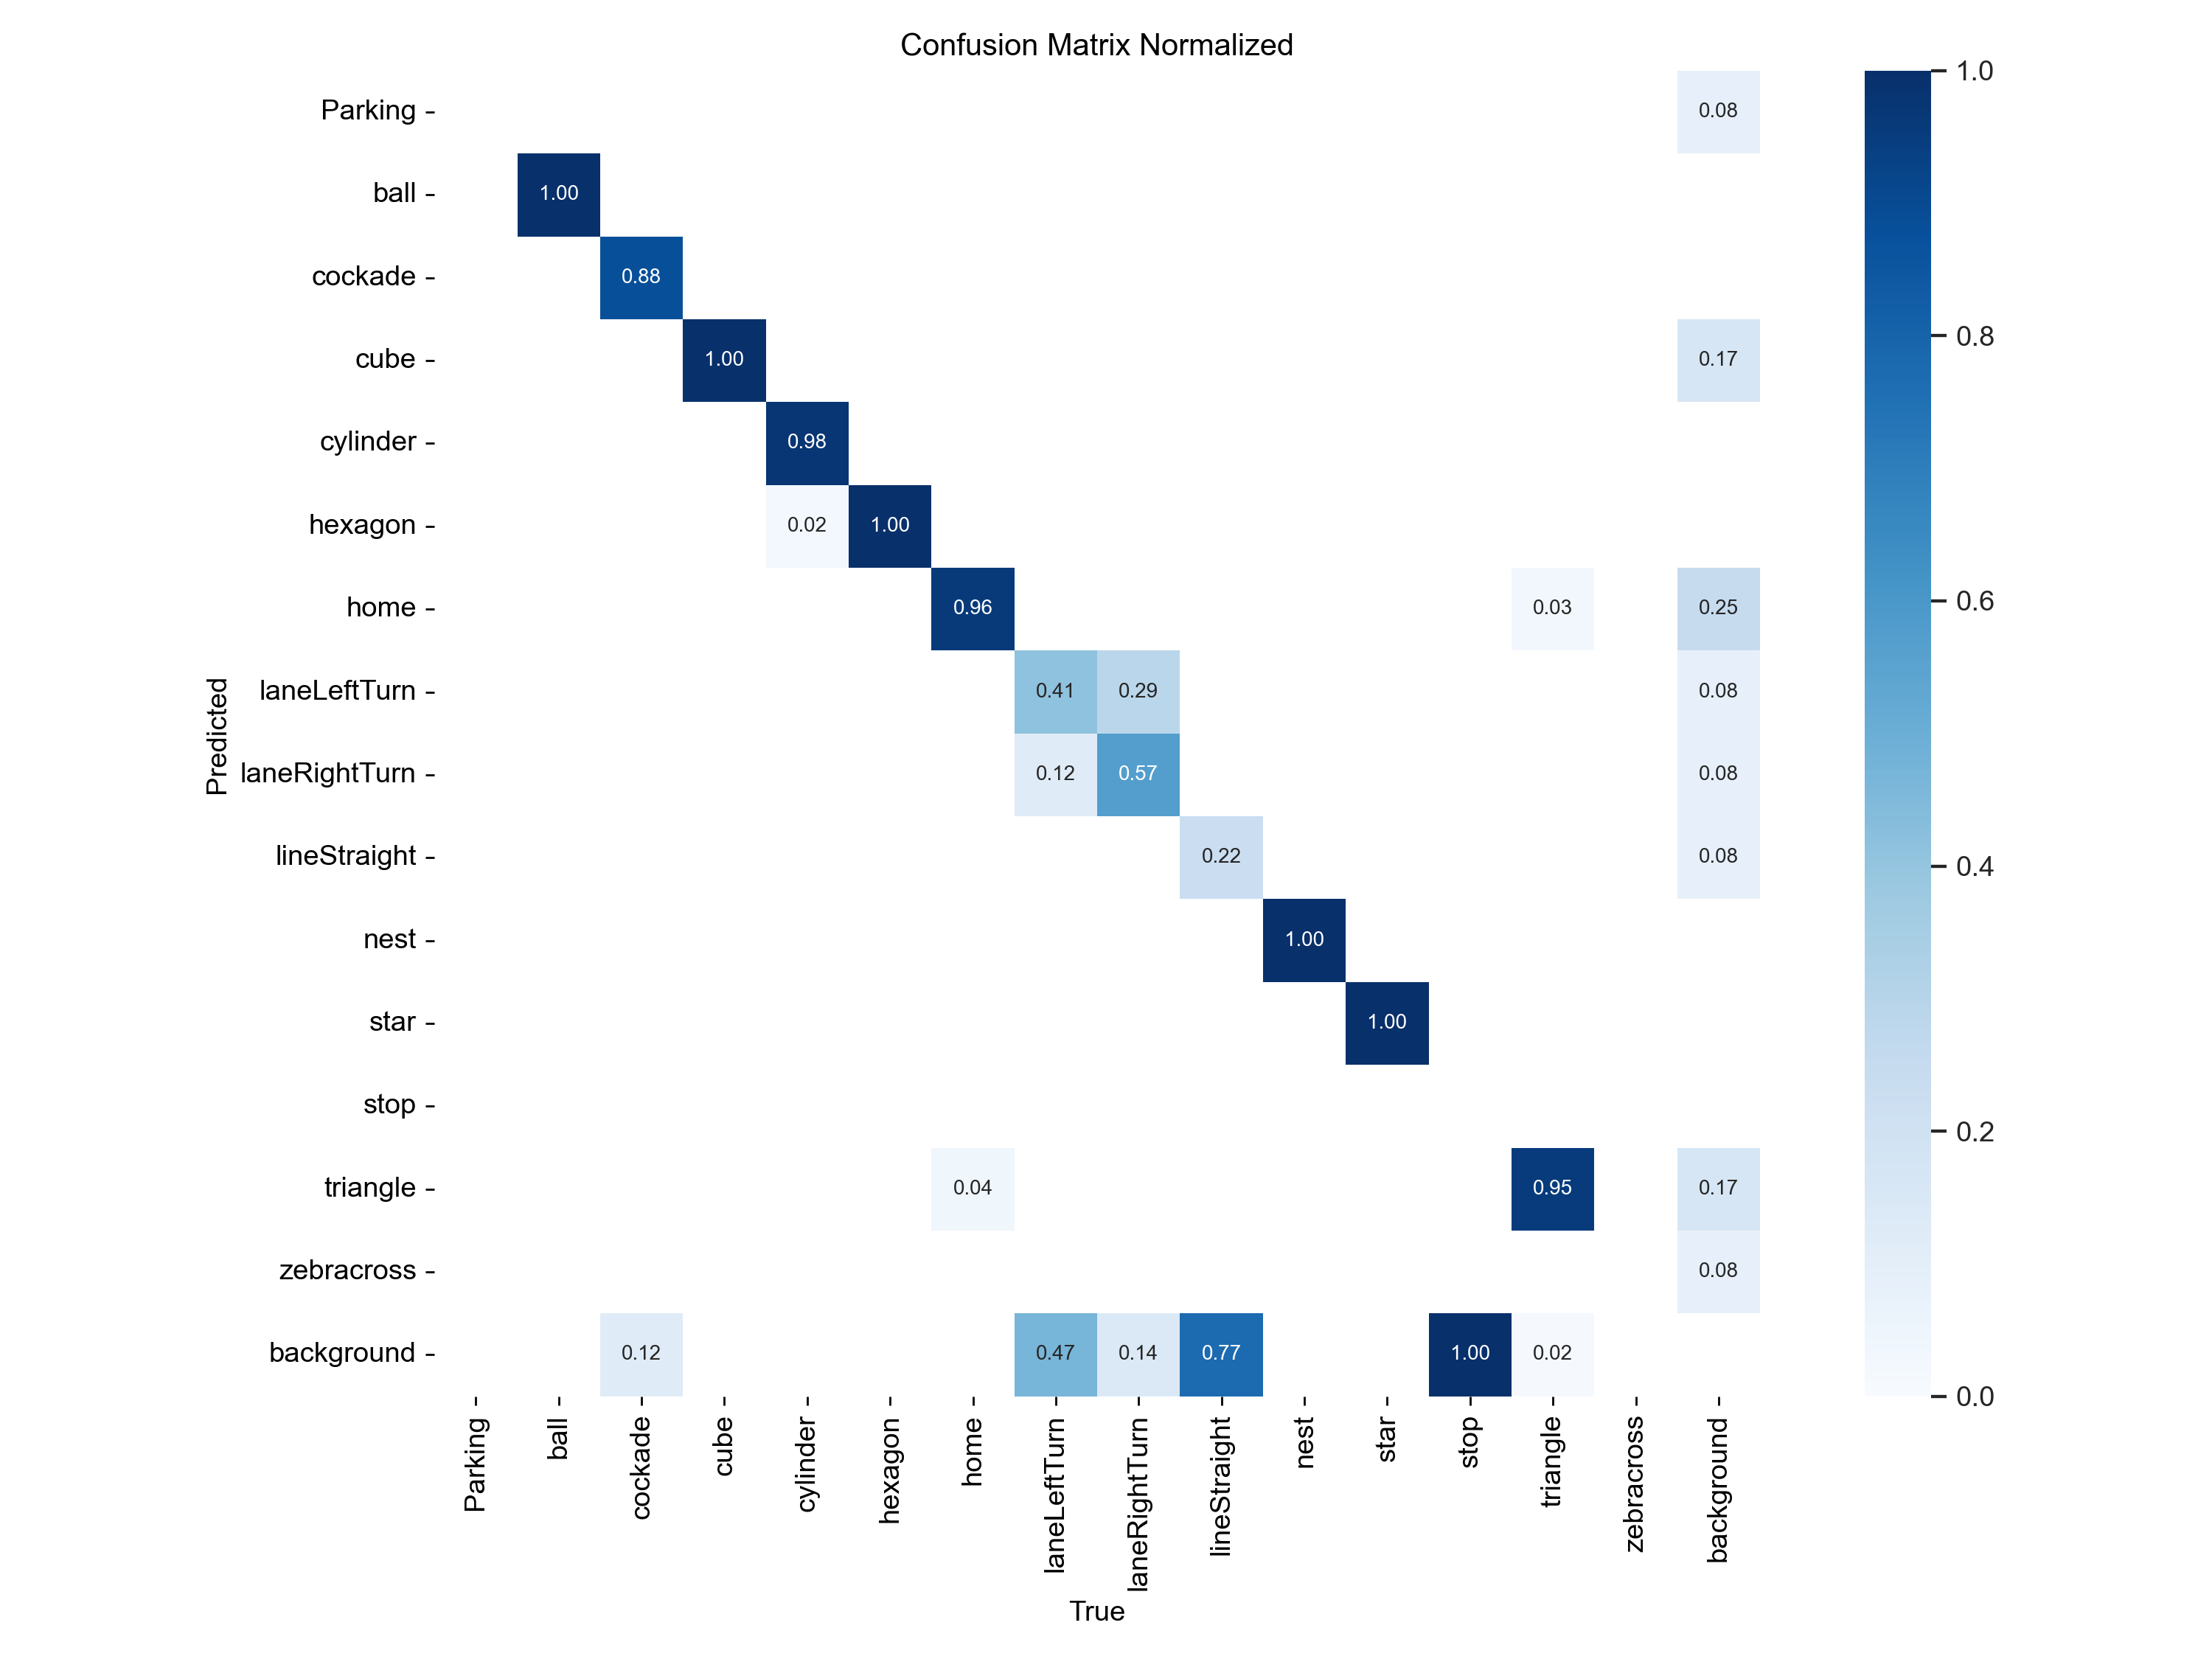 Confusion Matrix Normalized
Parking 0.08 1.0
ball 1.00
cockade 0.88
cube 1.00 0.17 0.8
cylinder 0.98
hexagon 0.02 1.00
home 0.96 0.03 0.25 0.6
laneLeftTurn 0.41 0.29 0.08
Predicted
laneRightTurn 0.12 0.57 0.08
lineStraight 0.22 0.08 0.4
nest 1.00
star 1.00
stop 0.2
triangle 0.04 0.95 0.17
zebracross 0.08
background 0.12 0.47 0.14 0.77 1.00 0.02 0.0
Parking ball cockade cube cylinder hexagon home laneLeftTurn laneRightTurn lineStraight nest star stop triangle zebracross background
True